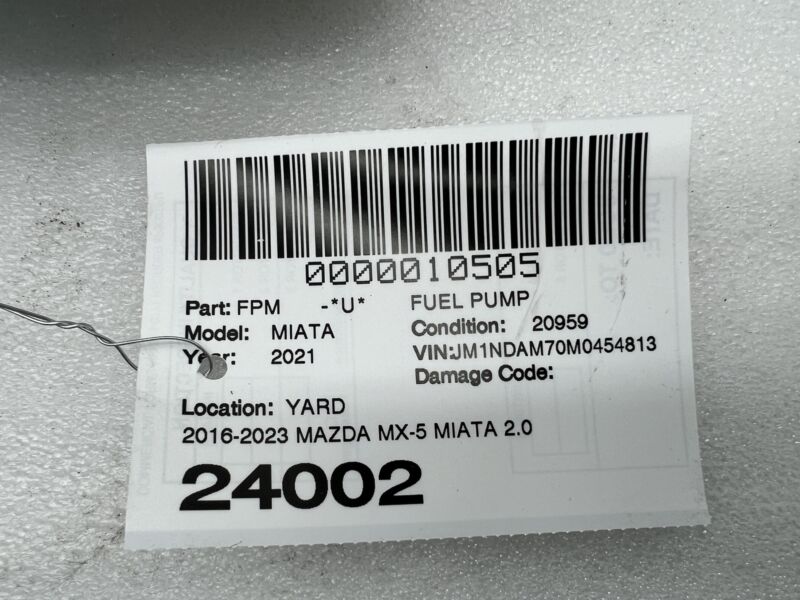 0000010505
Part: FPM -*U* FUEL PUMP
Model: MIATA Condition: 20959
Year: 2021 VIN:JM1NDAM70M0454813
Damage Code:
Location: YARD
2016-2023 MAZDA MX-5 MIATA 2.0
24002